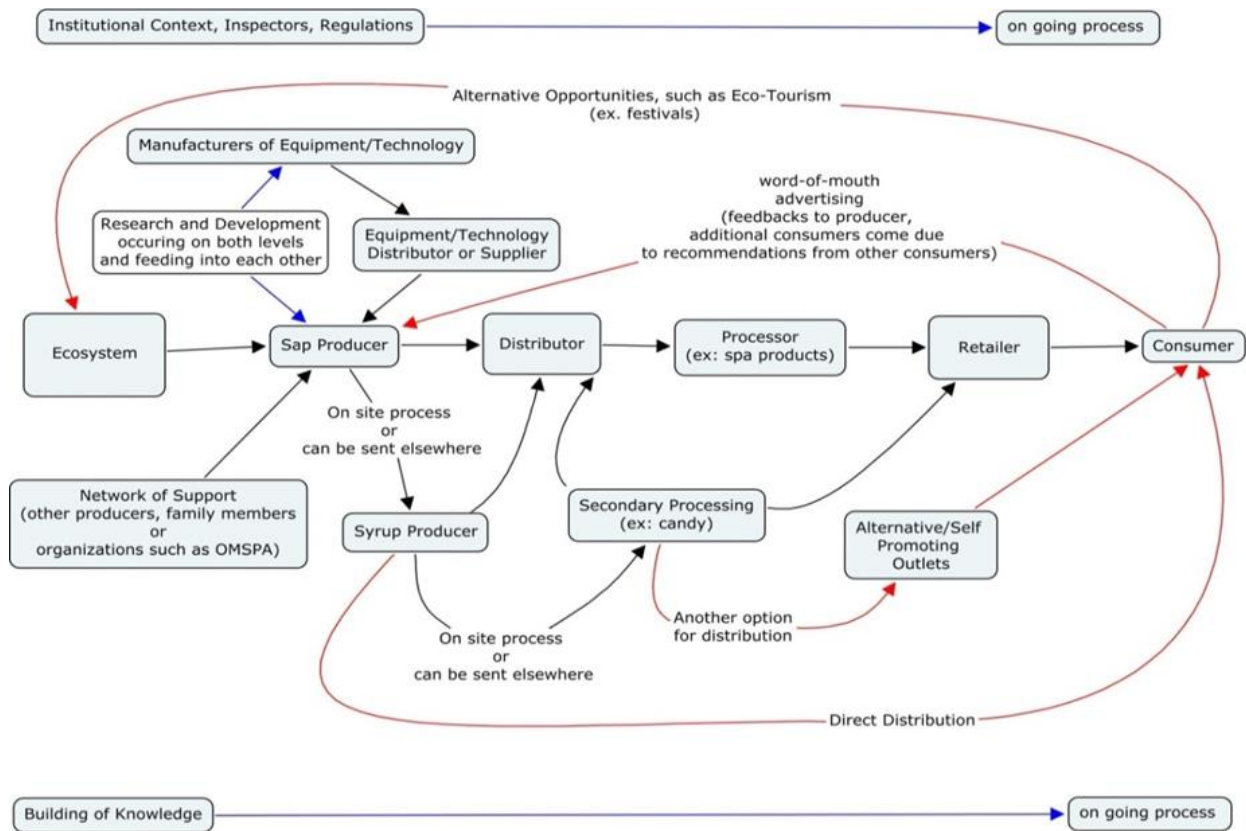 Institutional Context, Inspectors, Regulations
on going process
Alternative Opportunities, such as Eco-Tourism
(ex. festivals)
Manufacturers of Equipment/Technology
word-of-mouth
advertising
(feedbacks to producer,
additional consumers come due
to recommendations from other consumers)
Research and Development
occuring on both levels
and feeding into each other
Equipment/Technology
Distributor or Supplier
Ecosystem
Sap Producer
Distributor
Processor
(ex: spa products)
Retailer
Consumer
On site process
or
can be sent elsewhere
Network of Support
(other producers, family members
or
organizations such as OMSPA)
Syrup Producer
Secondary Processing
(ex: candy)
Alternative/Self
Promoting
Outlets
Another option
for distribution
On site process
or
can be sent elsewhere
Direct Distribution
Building of Knowledge
on going process